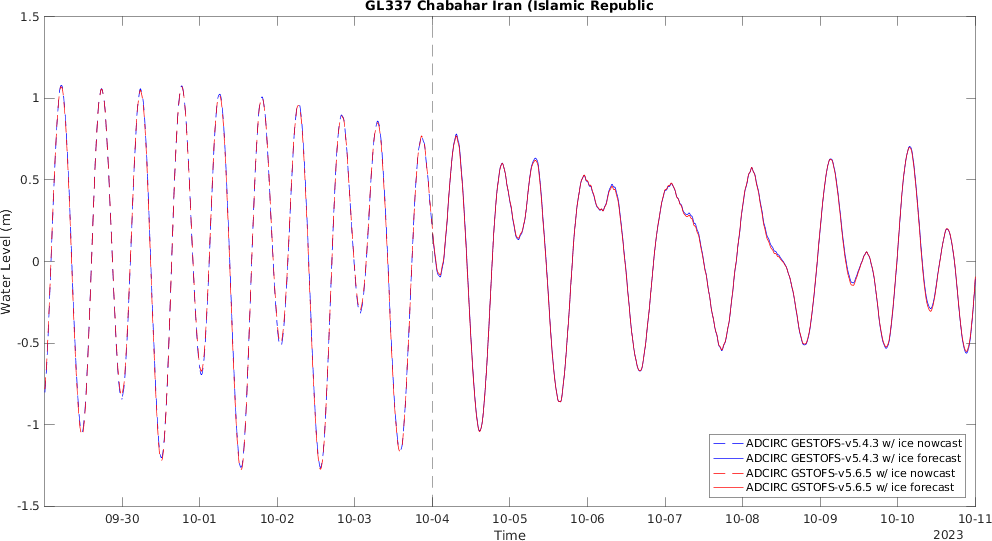 GL337 Chabahar Iran (Islamic Republic
1.5
1
0.5
0
-0.5
-1
-1.5
Water Level (m)
09-30 10-01 10-02 10-03 10-04 10-05 10-06 10-07 10-08 10-09 10-10 10-11
Time
2023
ADCIRC GESTOFS-v5.4.3 w/ ice nowcast
ADCIRC GESTOFS-v5.4.3 w/ ice forecast
ADCIRC GSTOFS-v5.6.5 w/ ice nowcast
ADCIRC GSTOFS-v5.6.5 w/ ice forecast